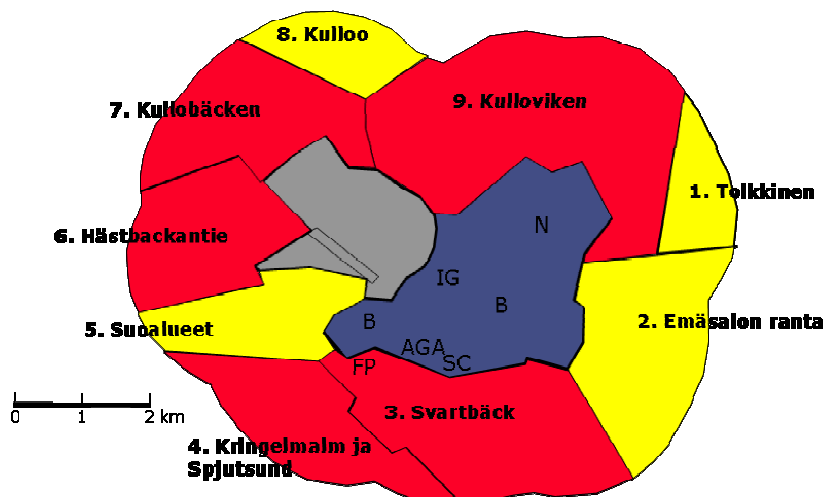 8. Kulloo
7. Kullobäcken
9. Kulloviken
1. Tolkkinen
6. Hästbackantie
N
IG
B
2. Emäsalon ranta
5. Suoalueet
B
AGA
SC
FP
3. Svartbäck
0 1 2 km
4. Kringelmalm ja
Spjutsund